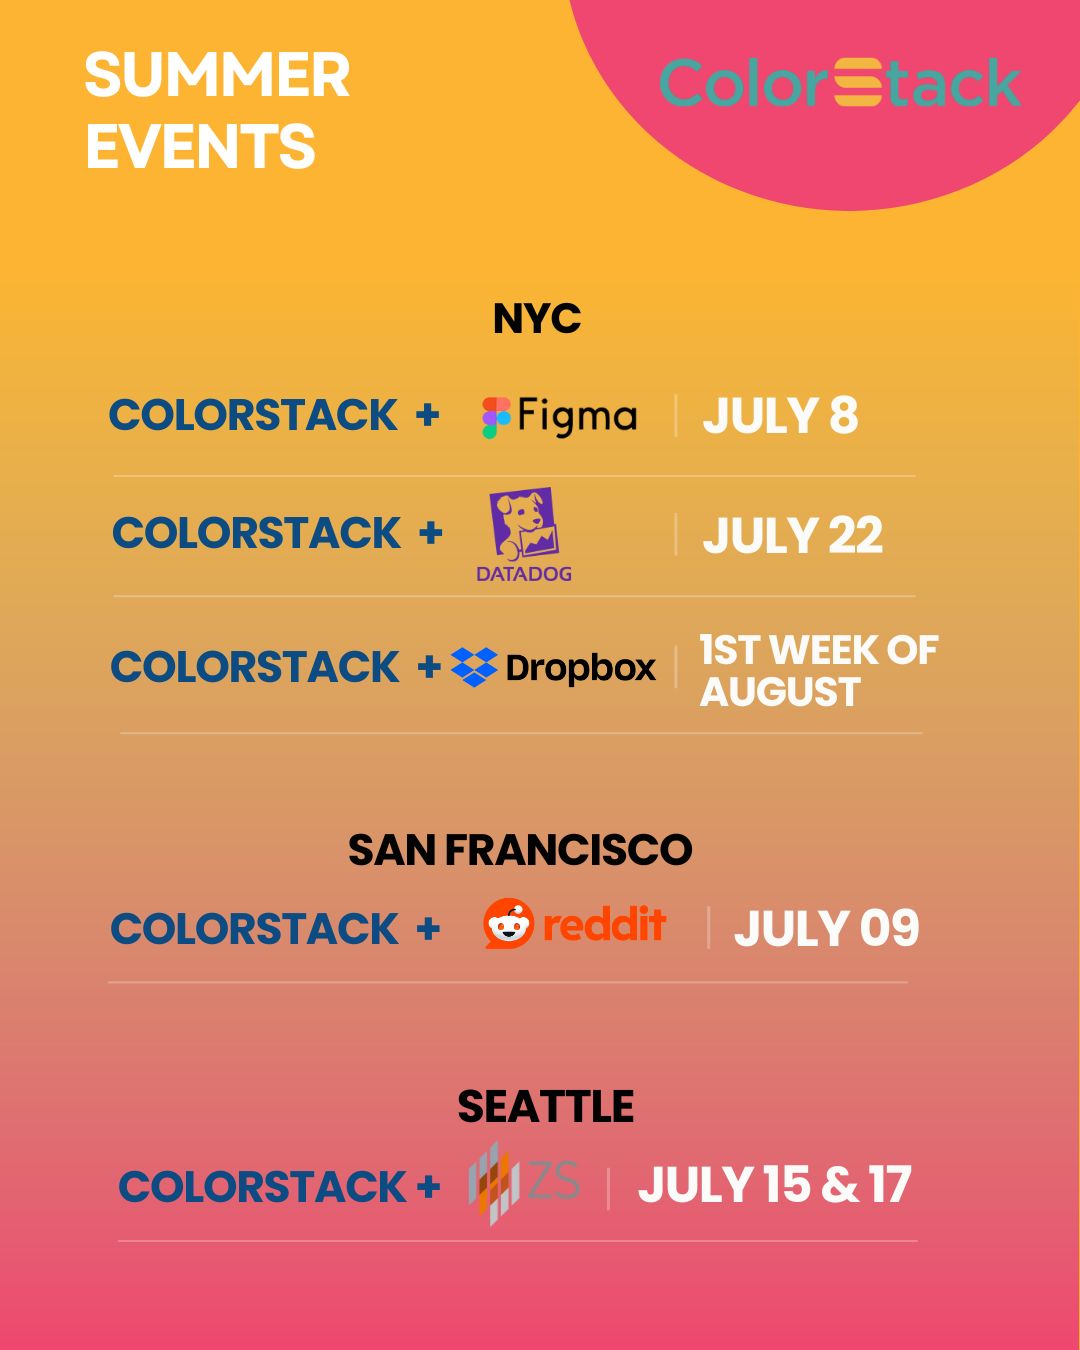 SUMMER
EVENTS
ColorStack
NYC
COLORSTACK + Figma | JULY 8
COLORSTACK + DATADOG | JULY 22
COLORSTACK + Dropbox | 1ST WEEK OF
AUGUST
SAN FRANCISCO
COLORSTACK + reddit | JULY 09
SEATTLE
COLORSTACK + ZS | JULY 15 & 17